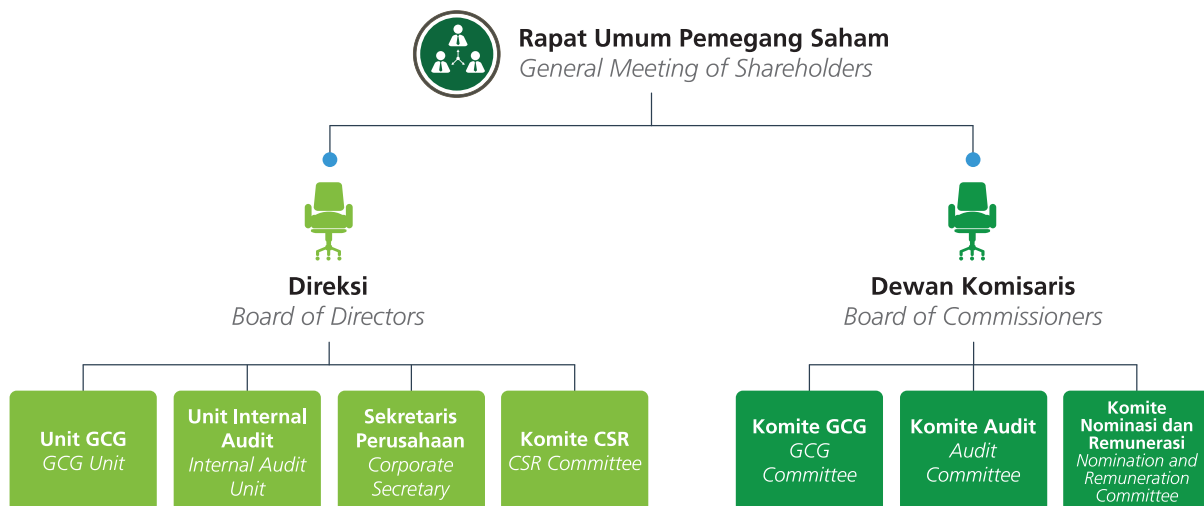 Rapat Umum Pemegang Saham
General Meeting of Shareholders
Direksi
Board of Directors
Dewan Komisaris
Board of Commissioners
Unit GCG
GCG Unit
Unit Internal
Audit
Internal Audit
Unit
Sekretaris
Perusahaan
Corporate
Secretary
Komite CSR
CSR Committee
Komite GCG
GCG
Committee
Komite Audit
Audit
Committee
Komite
Nominasi dan
Remunerasi
Nomination and
Remuneration
Committee